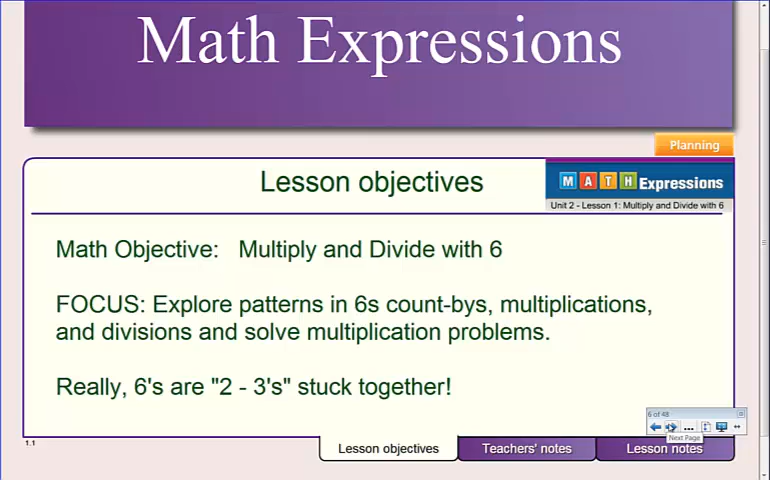 Math Expressions
Planning
Lesson objectives
MATH Expressions
Unit 2 - Lesson 1: Multiply and Divide with 6
Math Objective: Multiply and Divide with 6
FOCUS: Explore patterns in 6s count-bys, multiplications,
and divisions and solve multiplication problems.
Really, 6's are "2 - 3's" stuck together!
6 of 48
Next Page
1.1
Lesson objectives
Teachers' notes
Lesson notes